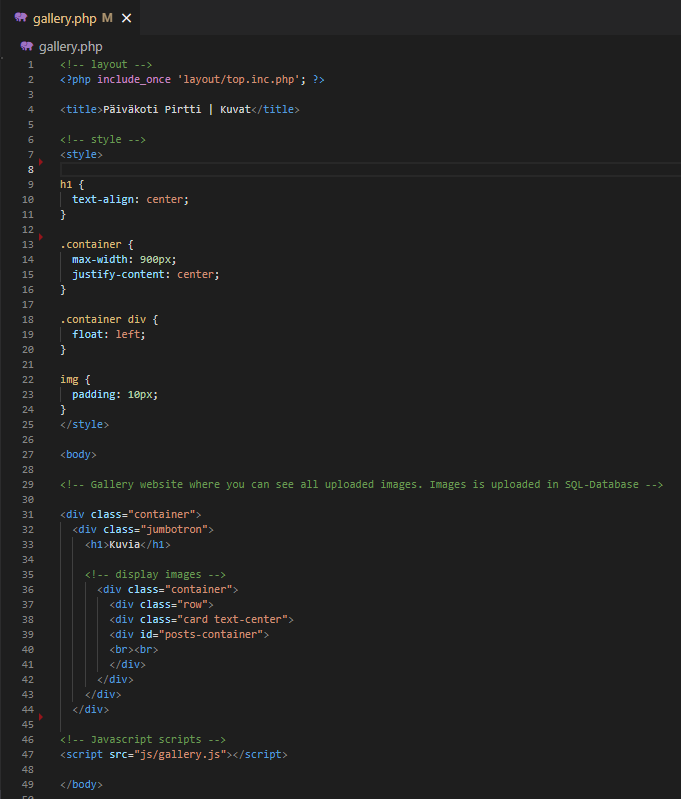 gallery.php M
gallery.php
1 <!-- layout -->
2 <?php include_once 'layout/top.inc.php'; ?>
3
4 <title>Päiväkoti Pirtti | Kuvat</title>
5
6 <!-- style -->
7 <style>
8
9 h1 {
10 text-align: center;
11 }
12
13 .container {
14 max-width: 900px;
15 justify-content: center;
16 }
17
18 .container div {
19 float: left;
20 }
21
22 img {
23 padding: 10px;
24 }
25 </style>
26
27 <body>
28
29 <!-- Gallery website where you can see all uploaded images. Images is uploaded in SQL-Database -->
30
31 <div class="container">
32 <div class="jumbotron">
33 <h1>Kuvia</h1>
34
35 <!-- display images -->
36 <div class="container">
37 <div class="row">
38 <div class="card text-center">
39 <div id="posts-container">
40 <br><br>
41 </div>
42 </div>
43 </div>
44 </div>
45
46 <!-- Javascript scripts -->
47 <script src="js/gallery.js"></script>
48
49 </body>